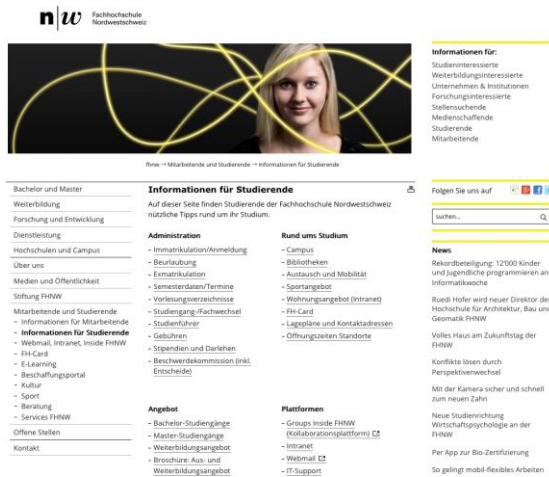 n|w Fachhochschule
Nordwestschweiz
fhnw → Mitarbeitende und Studierende → Informationen für Studierende
Bachelor und Master
Weiterbildung
Forschung und Entwicklung
Dienstleistung
Hochschulen und Campus
Über uns
Medien und Öffentlichkeit
Stiftung FHNW
Mitarbeitende und Studierende
– Informationen für Mitarbeitende
– Informationen für Studierende
– Webmail, Intranet, Inside FHNW
– FH-Card
– E-Learning
– Beschaffungsportal
– Kultur
– Sport
– Beratung
– Services FHNW
Offene Stellen
Kontakt
Informationen für Studierende
Auf dieser Seite finden Studierende der Fachhochschule Nordwestschweiz
nützliche Tipps rund um ihr Studium.
Administration
– Immatrikulation/Anmeldung
– Beurlaubung
– Exmatrikulation
– Semesterdaten/Termine
– Vorlesungsverzeichnisse
– Studiengang-/Fachwechsel
– Studienführer
– Gebühren
– Stipendien und Darlehen
– Beschwerdekommission (inkl.
Entscheide)
Rund ums Studium
– Campus
– Bibliotheken
– Austausch und Mobilität
– Sportangebot
– Wohnungsangebot (Intranet)
– FH-Card
– Lagepläne und Kontaktadressen
– Öffnungszeiten Standorte
Angebot
– Bachelor-Studiengänge
– Master-Studiengänge
– Weiterbildungsangebot
– Broschüre: Aus- und
Weiterbildungsangebot
Plattformen
– Groups Inside FHNW
(Kollaborationsplattform)
– Intranet
– Webmail
– IT-Support
Informationen für:
Studieninteressierte
Weiterbildungsinteressierte
Unternehmen & Institutionen
Forschungsinteressierte
Stellensuchende
Medienschaffende
Studierende
Mitarbeitende
Folgen Sie uns auf
suchen...
News
Rekordbeteiligung: 12'000 Kinder
und Jugendliche programmieren an
Informatikwoche
Ruedi Hofer wird neuer Direktor der
Hochschule für Architektur, Bau und
Geomatik FHNW
Volles Haus am Zukunftstag der
FHNW
Konflikte lösen durch
Perspektivenwechsel
Mit der Kamera sicher und schnell
zum neuen Zahn
Neue Studienrichtung
Wirtschaftspsychologie an der
FHNW
Per App zur Bio-Zertifizierung
So gelingt mobil-flexibles Arbeiten